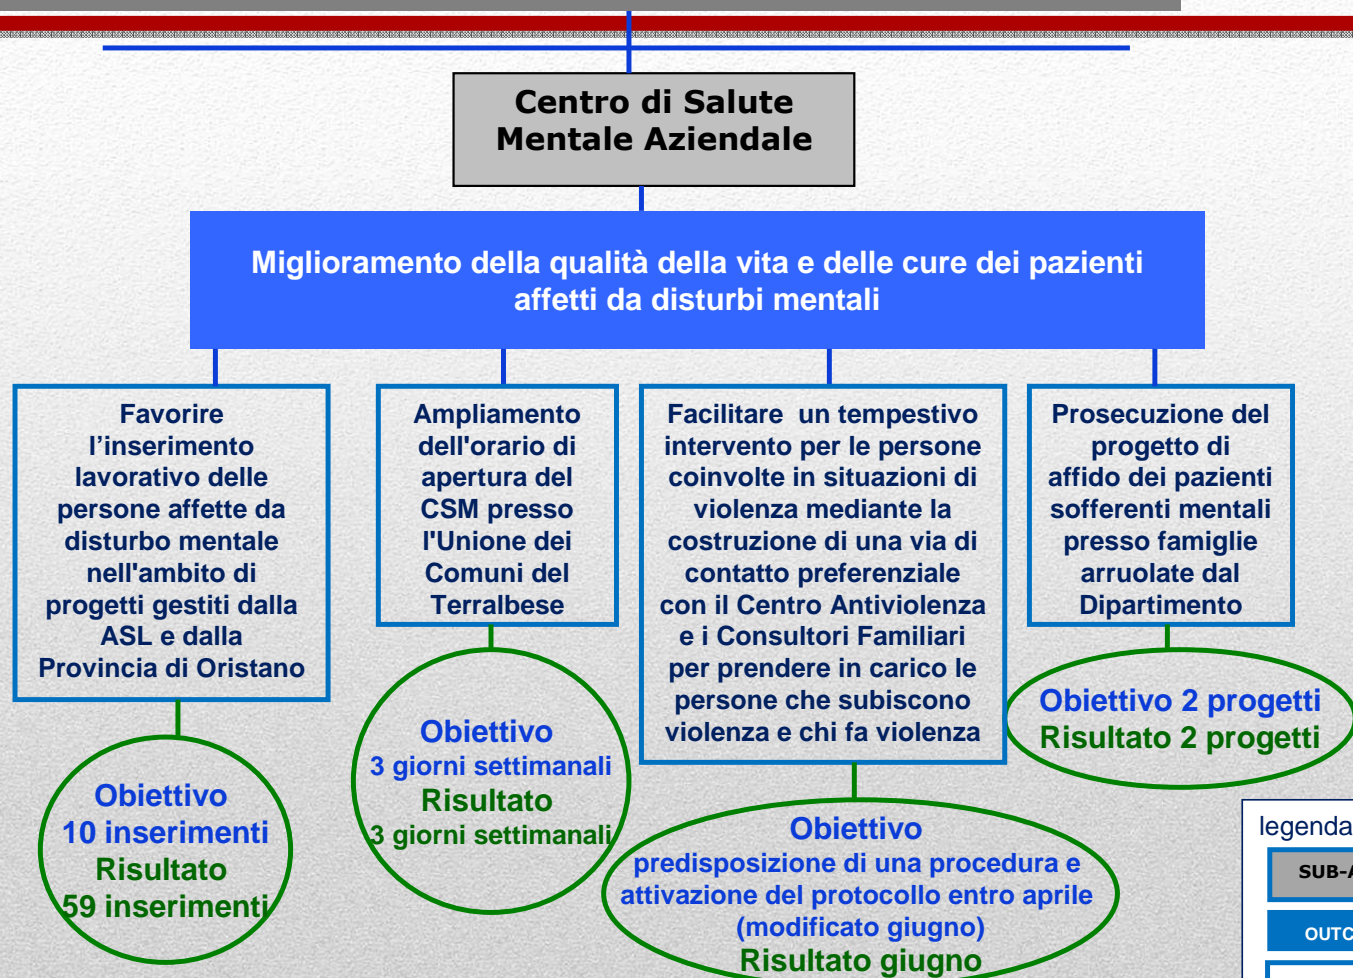 Centro di Salute
Mentale Aziendale
Miglioramento della qualità della vita e delle cure dei pazienti
affetti da disturbi mentali
Favorire
l’inserimento
lavorativo delle
persone affette da
disturbo mentale
nell'ambito di
progetti gestiti dalla
ASL e dalla
Provincia di Oristano
Obiettivo
10 inserimenti
Risultato
59 inserimenti
Ampliamento
dell'orario di
apertura del
CSM presso
l'Unione dei
Comuni del
Terralbese
Obiettivo
3 giorni settimanali
Risultato
3 giorni settimanali
Facilitare un tempestivo
intervento per le persone
coinvolte in situazioni di
violenza mediante la
costruzione di una via di
contatto preferenziale
con il Centro Antiviolenza
e i Consultori Familiari
per prendere in carico le
persone che subiscono
violenza e chi fa violenza
Obiettivo
predisposizione di una procedura e
attivazione del protocollo entro aprile
(modificato giugno)
Risultato giugno
Prosecuzione del
progetto di
affido dei pazienti
sofferenti mentali
presso famiglie
arruolate dal
Dipartimento
Obiettivo 2 progetti
Risultato 2 progetti
legenda
SUB-A
OUTC